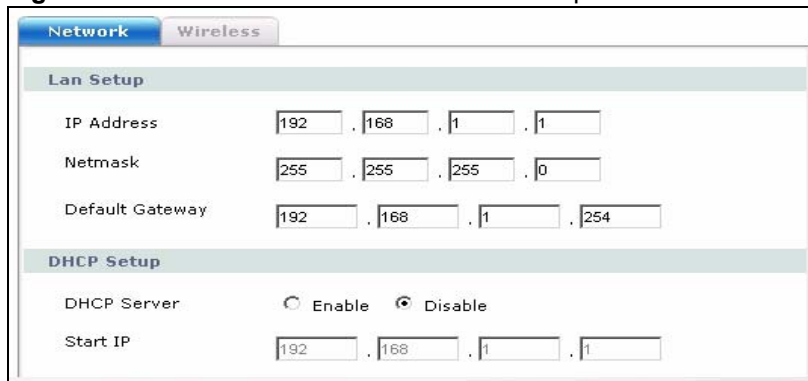 Network Wireless
Lan Setup
IP Address 192 . 168 . 1 . 1
Netmask 255 . 255 . 255 . 0
Default Gateway 192 . 168 . 1 . 254
DHCP Setup
DHCP Server Enable Disable
Start IP 192 . 168 . 1 . 1